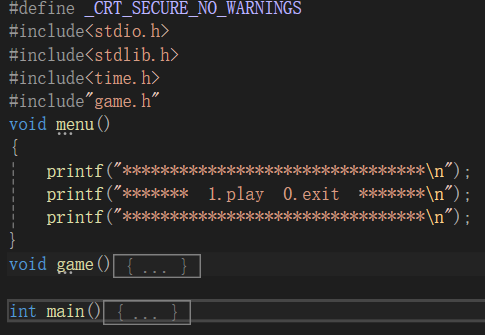 #define _CRT_SECURE_NO_WARNINGS
#include<stdio.h>
#include<stdlib.h>
#include<time.h>
#include"game.h"
void menu()
{
printf("********************************\n");
printf("*******  1.play  0.exit  *******\n");
printf("********************************\n");
}
void game(){ ... }
int main(){ ... }